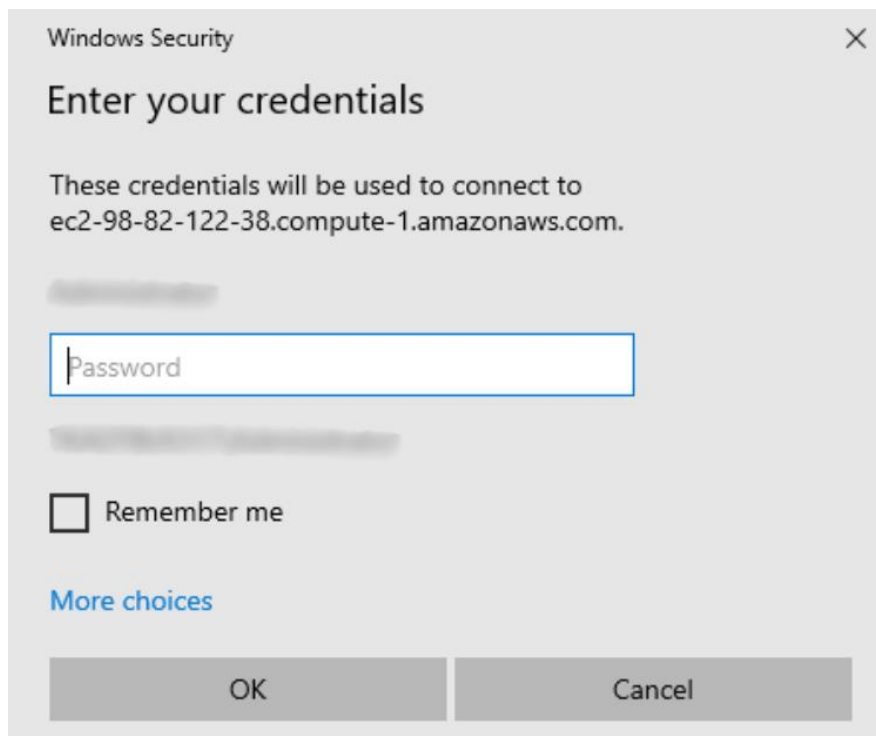 Windows Security
Enter your credentials
These credentials will be used to connect to
ec2-98-82-122-38.compute-1.amazonaws.com.
Password
Remember me
More choices
OK
Cancel